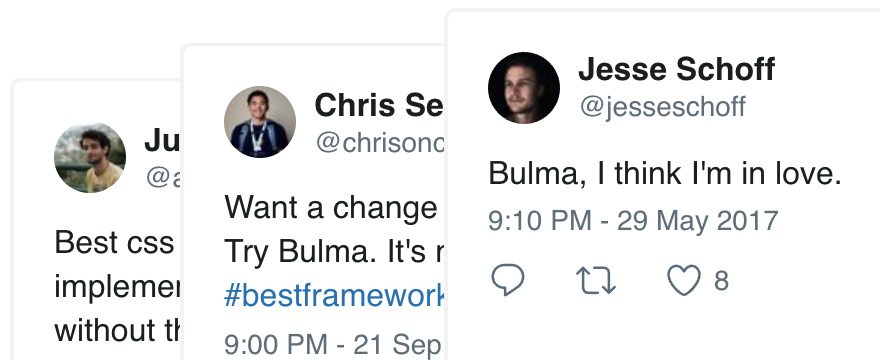 Ju
@a
Best css
implemen
without th
Chris Se
@chrisonc
Want a change
Try Bulma. It's
#bestframework
9:00 PM - 21 Sep
Jesse Schoff
@jesseschoff
Bulma, I think I'm in love.
9:10 PM - 29 May 2017
8